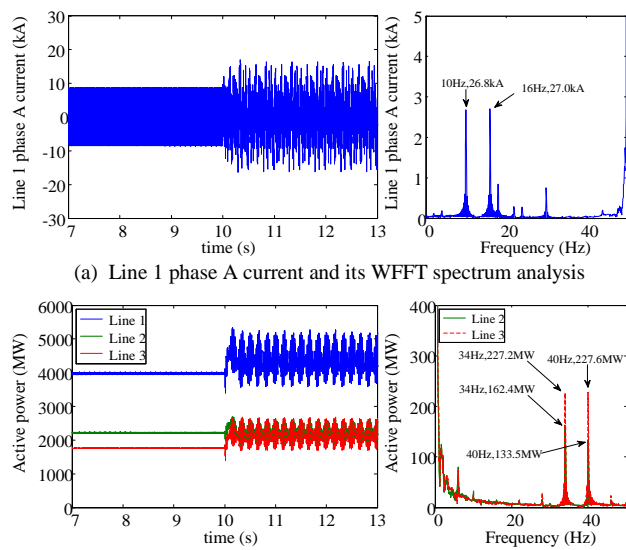 30
20
10
0
-10
-20
-30
Line 1 phase A current (kA)
7 8 9 10 11 12 13
time (s)
5
4
3
2
1
0
Line 1 phase A current (kA)
10Hz,26.8kA
16Hz,27.0kA
0 20 40
Frequency (Hz)
(a) Line 1 phase A current and its WFFT spectrum analysis
6000
5000
4000
3000
2000
1000
0
Active power (MW)
Line 1
Line 2
Line 3
7 8 9 10 11 12 13
time (s)
400
300
200
100
0
Active power (MW)
Line 2
Line 3
34Hz,227.2MW
40Hz,227.6MW
34Hz,162.4MW
40Hz,133.5MW
0 20 40
Frequency (Hz)